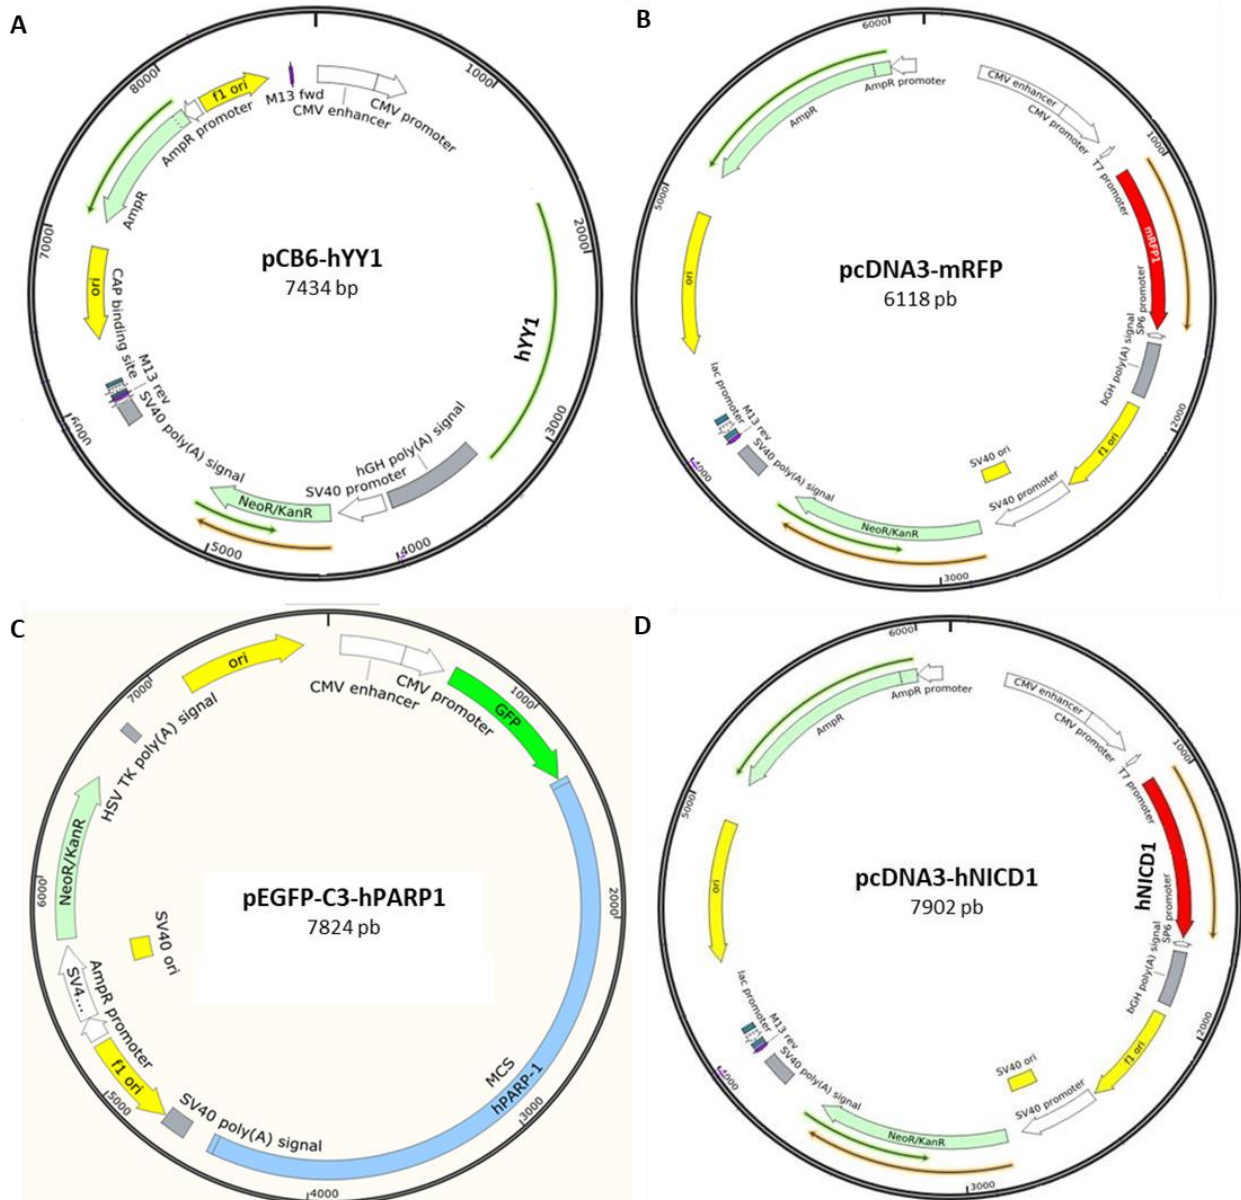 A
8000
1000
f1 ori
M13 fwd
CMV enhancer
CMV promoter
AmpR promoter
AmpR
7000
2000
pCB6-hYY1
7434 bp
ori
CAP binding site
M13 rev
SV40 poly(A) signal
hYY1
6000
3000
hGH poly(A) signal
SV40 promoter
NeoR/KanR
5000
4000
B
6000
AmpR promoter
AmpR
CMV enhancer
CMV promoter
T7 promoter
1000
5000
mRFP1
pcDNA3-mRFP
6118 pb
ori
SP6 promoter
bGH poly(A) signal
lac promoter
M13 rev
SV40 poly(A) signal
4000
2000
f1 ori
SV40 ori
SV40 promoter
NeoR/KanR
3000
C
ori
7000
1000
CMV enhancer
CMV promoter
GFP
HSV TK poly(A) signal
NeoR/KanR
6000
2000
pEGFP-C3-hPARP1
7824 pb
SV40 ori
SV4...
AmpR promoter
f1 ori
5000
SV40 poly(A) signal
MCS
hPARP-1
3000
4000
D
6000
AmpR promoter
AmpR
CMV enhancer
CMV promoter
T7 promoter
1000
5000
hNICD1
pcDNA3-hNICD1
7902 pb
ori
SP6 promoter
bGH poly(A) signal
lac promoter
M13 rev
SV40 poly(A) signal
4000
2000
f1 ori
SV40 ori
SV40 promoter
NeoR/KanR
3000